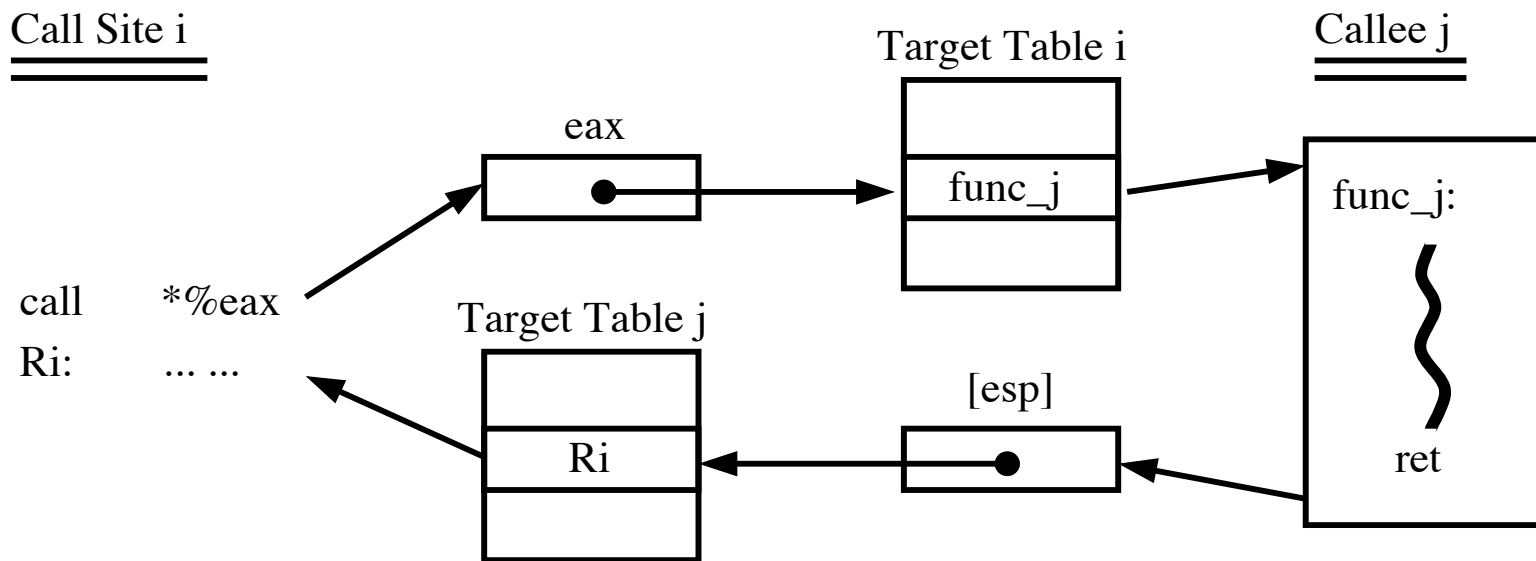 Call Site i
Target Table i
Callee j
eax
func_j
func_j:
call *%eax
Target Table j
Ri: ... ...
[esp]
Ri
ret